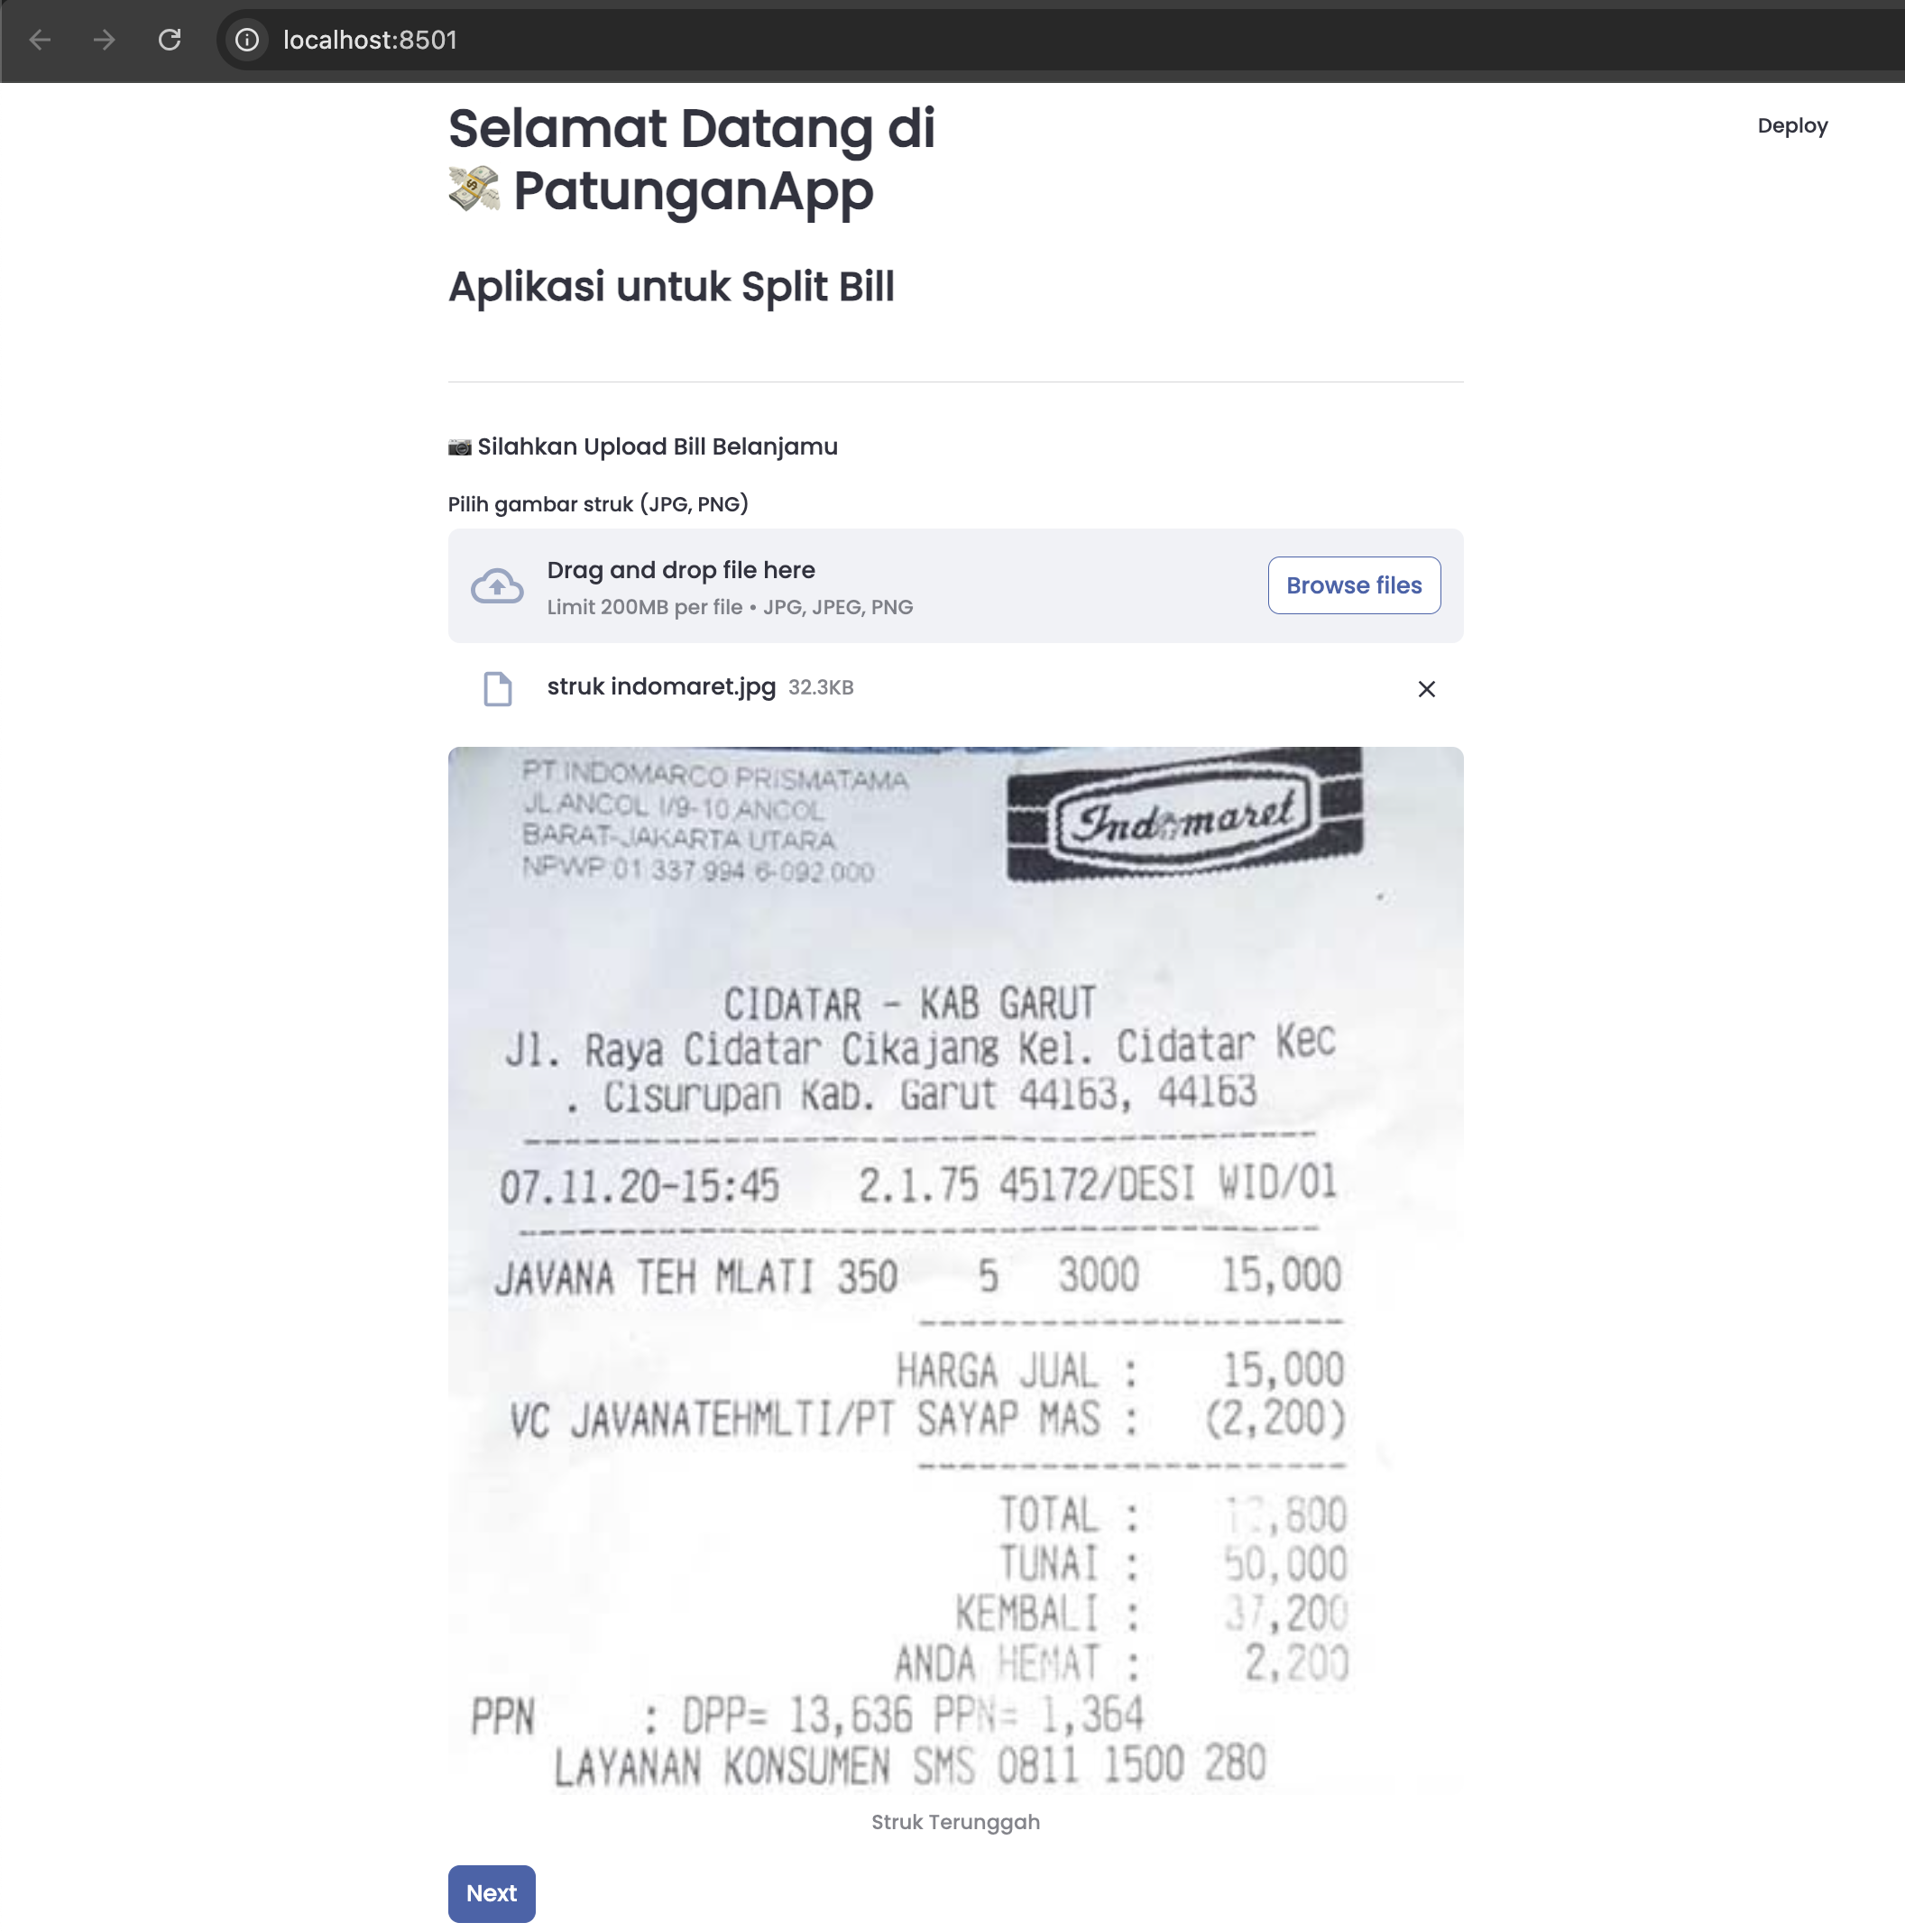 localhost:8501
Deploy
Selamat Datang di
PatunganApp
Aplikasi untuk Split Bill
Silahkan Upload Bill Belanjamu
Pilih gambar struk (JPG, PNG)
Drag and drop file here
Limit 200MB per file • JPG, JPEG, PNG
Browse files
struk indomaret.jpg 32.3KB
PT INDOMARCO PRISMATAMA
JL.ANCOL I/9-10 ANCOL
BARAT-JAKARTA UTARA
NPWP 01 337 994 6-092 000
Indomaret
CIDATAR - KAB GARUT
Jl. Raya Cidatar Cikajang Kel. Cidatar Kec
. Cisurupan Kab. Garut 44163, 44163
07.11.20-15:45 2.1.75 45172/DESI WID/01
JAVANA TEH MLATI 350 5 3000 15,000
HARGA JUAL : 15,000
VC JAVANATEHMLTI/PT SAYAP MAS : (2,200)
TOTAL :
TUNAI : 50,000
KEMBALI : 37,200
ANDA HEMAT : 2,200
PPN : DPP= 13,636 PPN= 1,364
LAYANAN KONSUMEN SMS 0811 1500 280
Struk Terunggah
Next